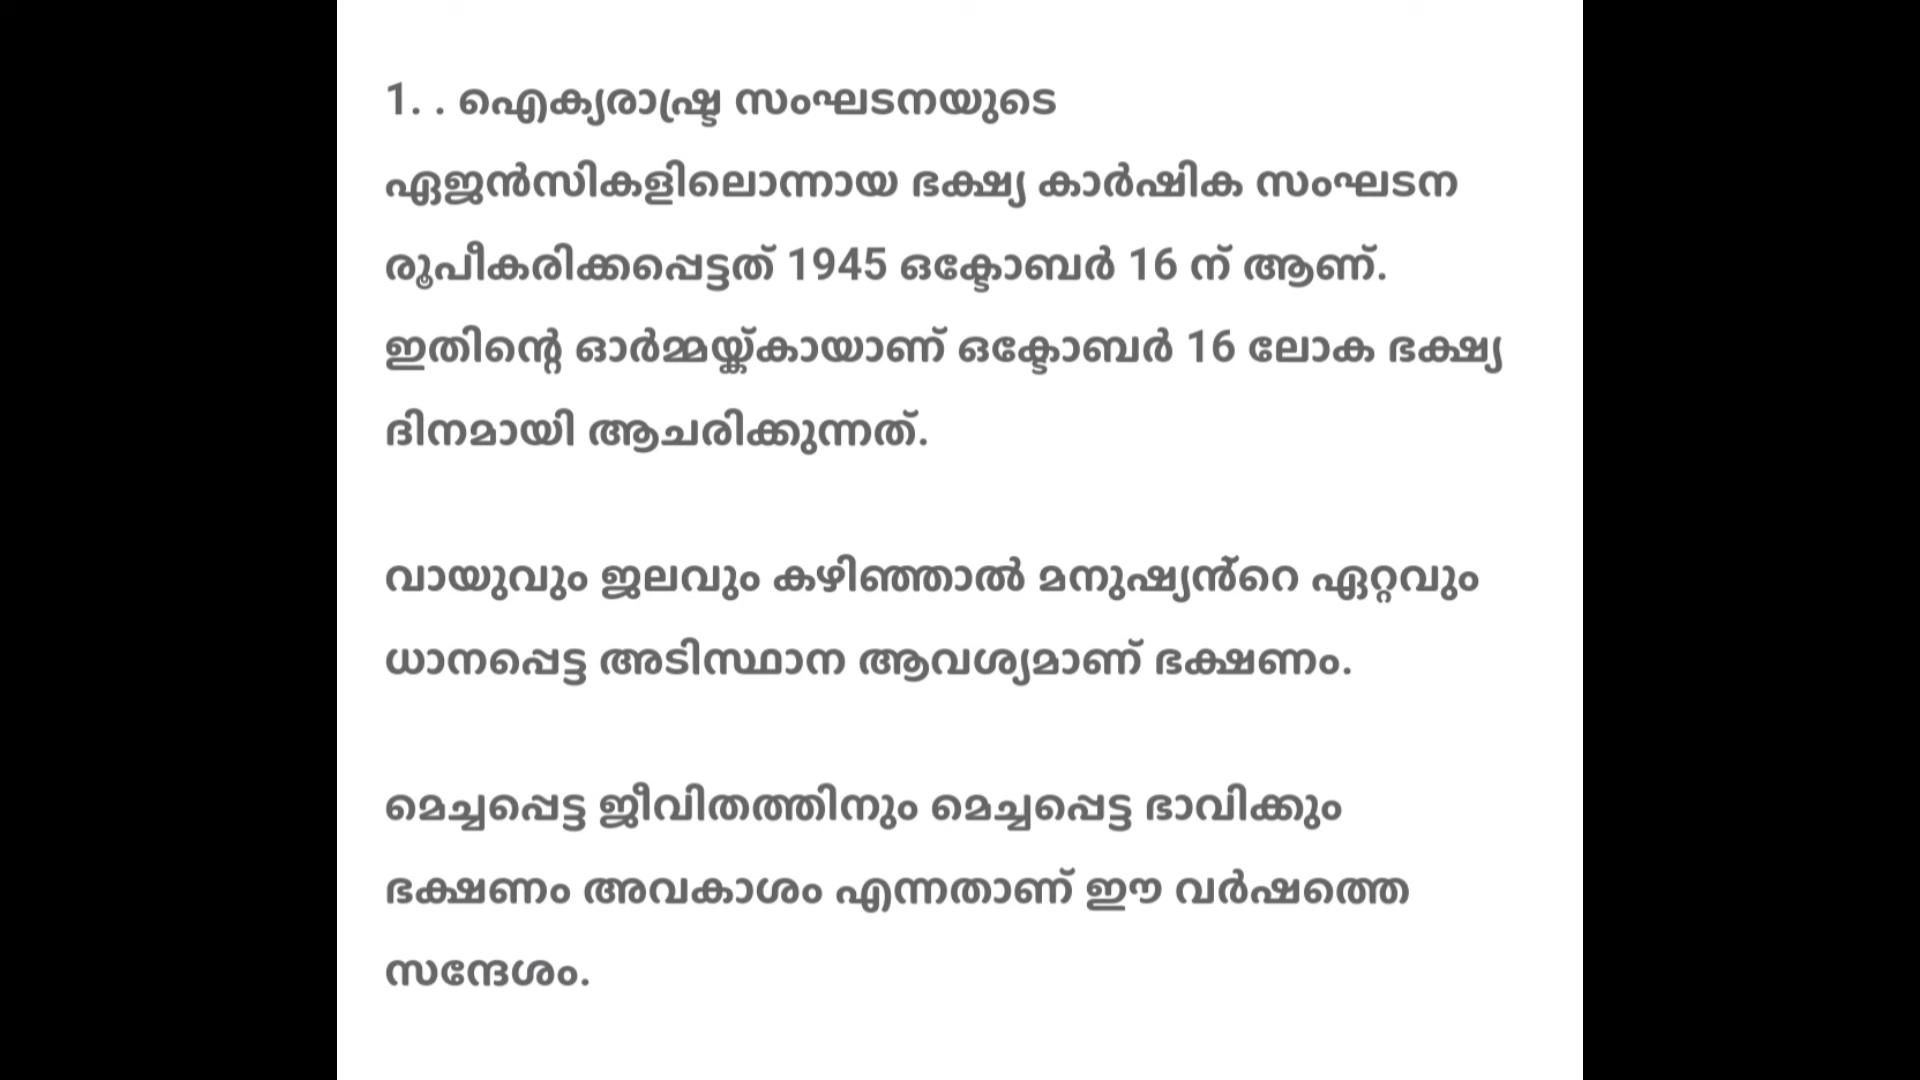 1. . ഐക്യരാഷ്ട്ര സംഘടനയുടെ
ഏജൻസികളിലൊന്നായ ഭക്ഷ്യ കാർഷിക സംഘടന
രൂപീകരിക്കപ്പെട്ടത് 1945 ഒക്ടോബർ 16 ന് ആണ്.
ഇതിന്റെ ഓർമ്മയ്ക്ക്കായാണ് ഒക്ടോബർ 16 ലോക ഭക്ഷ്യ
ദിനമായി ആചരിക്കുന്നത്.
വായുവും ജലവും കഴിഞ്ഞാൽ മനുഷ്യൻ്റെ ഏറ്റവും
ധാനപ്പെട്ട അടിസ്ഥാന ആവശ്യമാണ് ഭക്ഷണം.
മെച്ചപ്പെട്ട ജീവിതത്തിനും മെച്ചപ്പെട്ട ഭാവിക്കും
ഭക്ഷണം അവകാശം എന്നതാണ് ഈ വർഷത്തെ
സന്ദേശം.